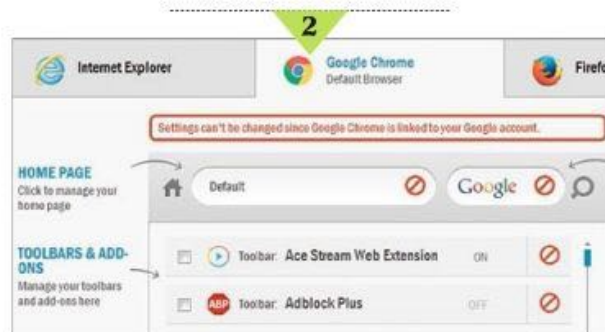 2
Internet Explorer
Google Chrome
Default Browser
Firefo
Settings can't be changed since Google Chrome is linked to your Google account.
HOME PAGE
Click to manage your
home page
Default
Google
TOOLBARS & ADD-
ONS
Manage your toolbars
and add-ons here
Toolbar: Ace Stream Web Extension ON
ABP Toolbar: Adblock Plus OFF